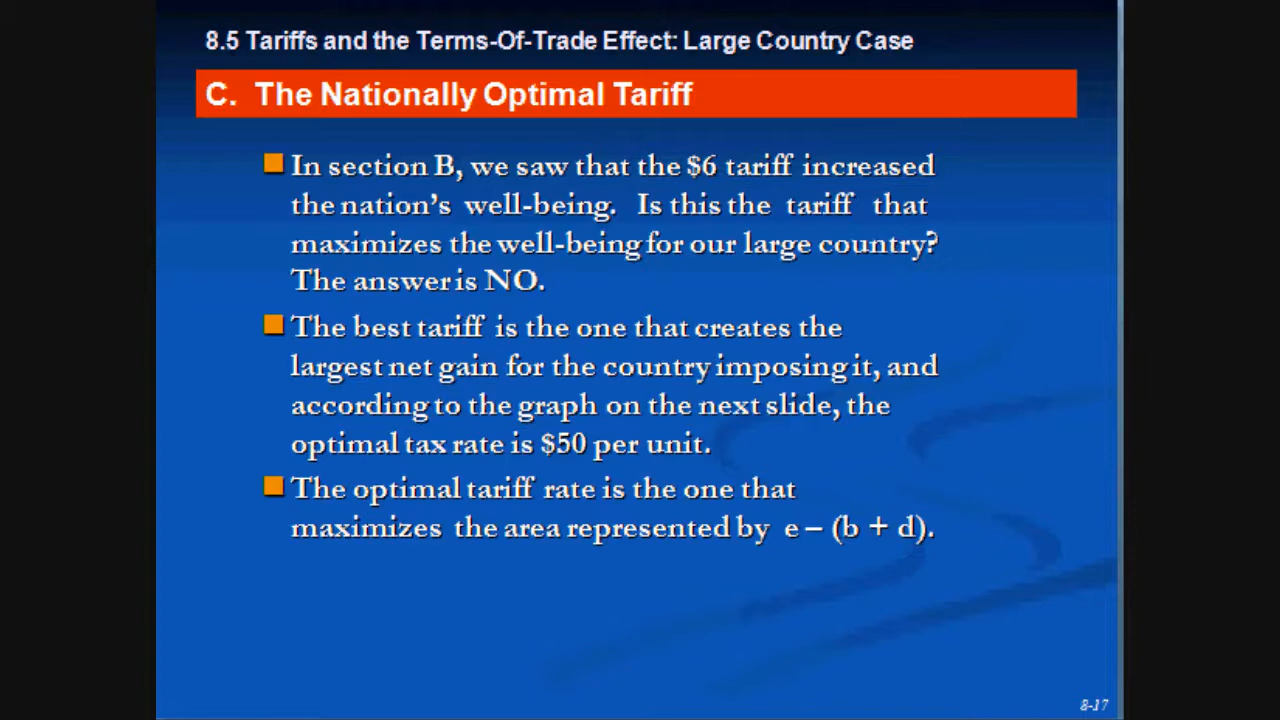 8.5 Tariffs and the Terms-Of-Trade Effect: Large Country Case
C. The Nationally Optimal Tariff
In section B, we saw that the $6 tariff increased
the nation's well-being. Is this the tariff that
maximizes the well-being for our large country?
The answer is NO.
The best tariff is the one that creates the
largest net gain for the country imposing it, and
according to the graph on the next slide, the
optimal tax rate is $50 per unit.
The optimal tariff rate is the one that
maximizes the area represented by e – (b + d).
8-17